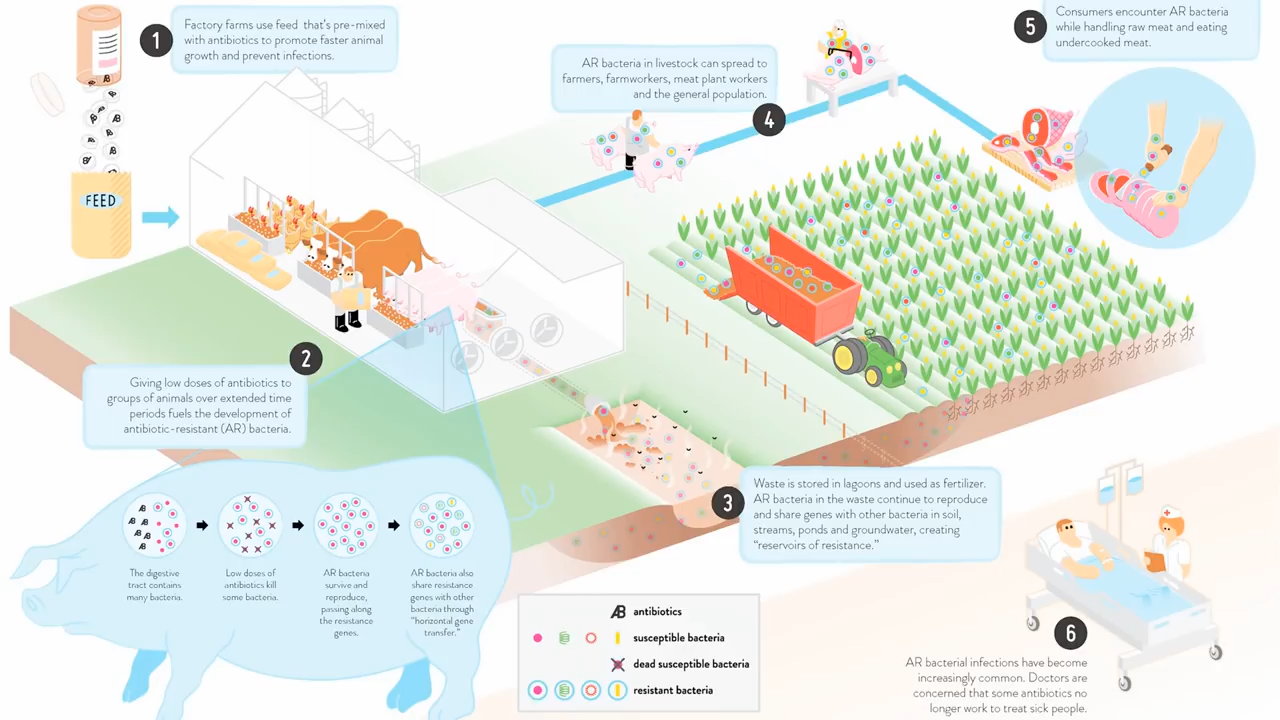 1
Factory farms use feed that's pre-mixed
with antibiotics to promote faster animal
growth and prevent infections.
FEED
2
Giving low doses of antibiotics to
groups of animals over extended time
periods fuels the development of
antibiotic-resistant (AR) bacteria.
The digestive
tract contains
many bacteria.
Low doses of
antibiotics kill
some bacteria.
AR bacteria
survive and
reproduce,
passing along
the resistance
genes.
AR bacteria also
share resistance
genes with other
bacteria through
"horizontal gene
transfer."
3
Waste is stored in lagoons and used as fertilizer.
AR bacteria in the waste continue to reproduce
and share genes with other bacteria in soil,
streams, ponds and groundwater, creating
"reservoirs of resistance."
AR bacteria in livestock can spread to
farmers, farmworkers, meat plant workers
and the general population.
4
5
Consumers encounter AR bacteria
while handling raw meat and eating
undercooked meat.
6
AR bacterial infections have become
increasingly common. Doctors are
concerned that some antibiotics no
longer work to treat sick people.
AB antibiotics
susceptible bacteria
dead susceptible bacteria
resistant bacteria